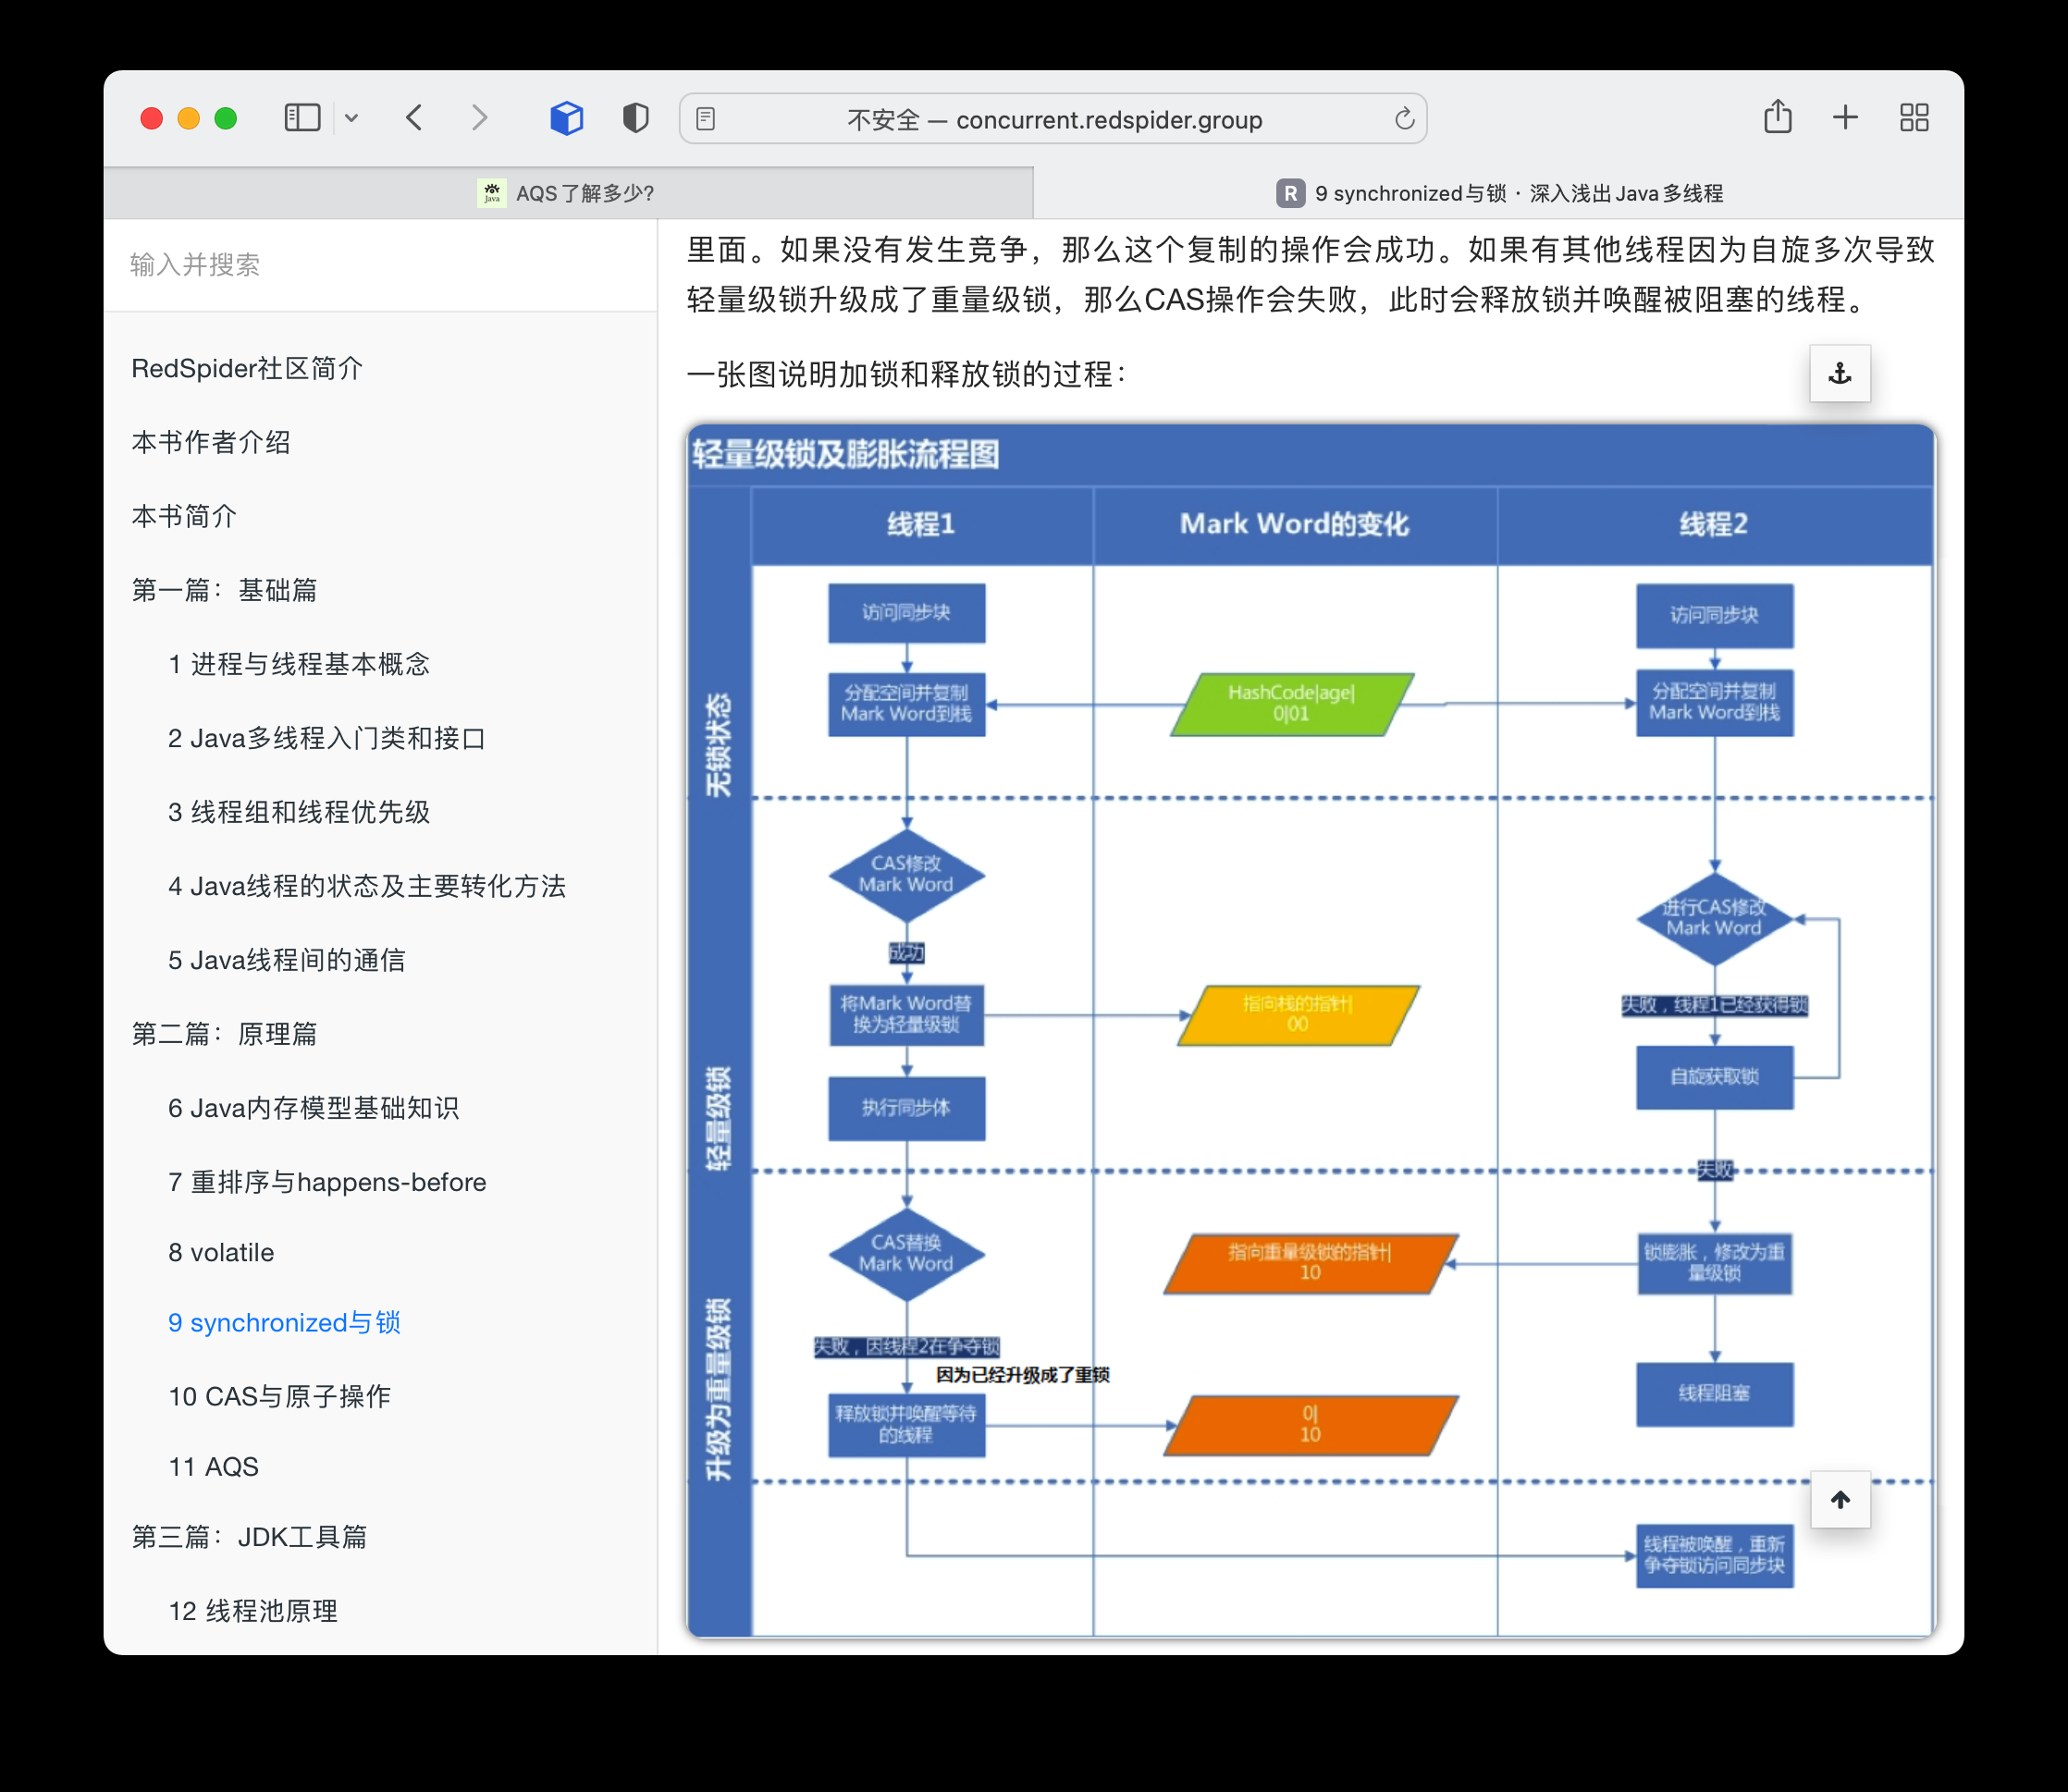 不安全 — concurrent.redspider.group
AQS了解多少?
R 9 synchronized与锁 · 深入浅出Java多线程
输入并搜索
RedSpider社区简介
本书作者介绍
本书简介
第一篇：基础篇
1 进程与线程基本概念
2 Java多线程入门类和接口
3 线程组和线程优先级
4 Java线程的状态及主要转化方法
5 Java线程间的通信
第二篇：原理篇
6 Java内存模型基础知识
7 重排序与happens-before
8 volatile
9 synchronized与锁
10 CAS与原子操作
11 AQS
第三篇：JDK工具篇
12 线程池原理
里面。如果没有发生竞争，那么这个复制的操作会成功。如果有其他线程因为自旋多次导致
轻量级锁升级成了重量级锁，那么CAS操作会失败，此时会释放锁并唤醒被阻塞的线程。
一张图说明加锁和释放锁的过程：
轻量级锁及膨胀流程图
线程1
Mark Word的变化
线程2
无锁状态
访问同步块
访问同步块
分配空间并复制
Mark Word到栈
HashCode|age|
0|01
分配空间并复制
Mark Word到栈
轻量级锁
CAS修改
Mark Word
进行CAS修改
Mark Word
成功
将Mark Word替
换为轻量级锁
指向栈的指针|
00
失败，线程1已经获得锁
自旋获取锁
执行同步体
失败
升级为重量级锁
CAS替换
Mark Word
指向重量级锁的指针|
10
锁膨胀，修改为重
量级锁
失败，因线程2在争夺锁
因为已经升级成了重锁
线程阻塞
释放锁并唤醒等待
的线程
0|
10
线程被唤醒，重新
争夺锁访问同步块